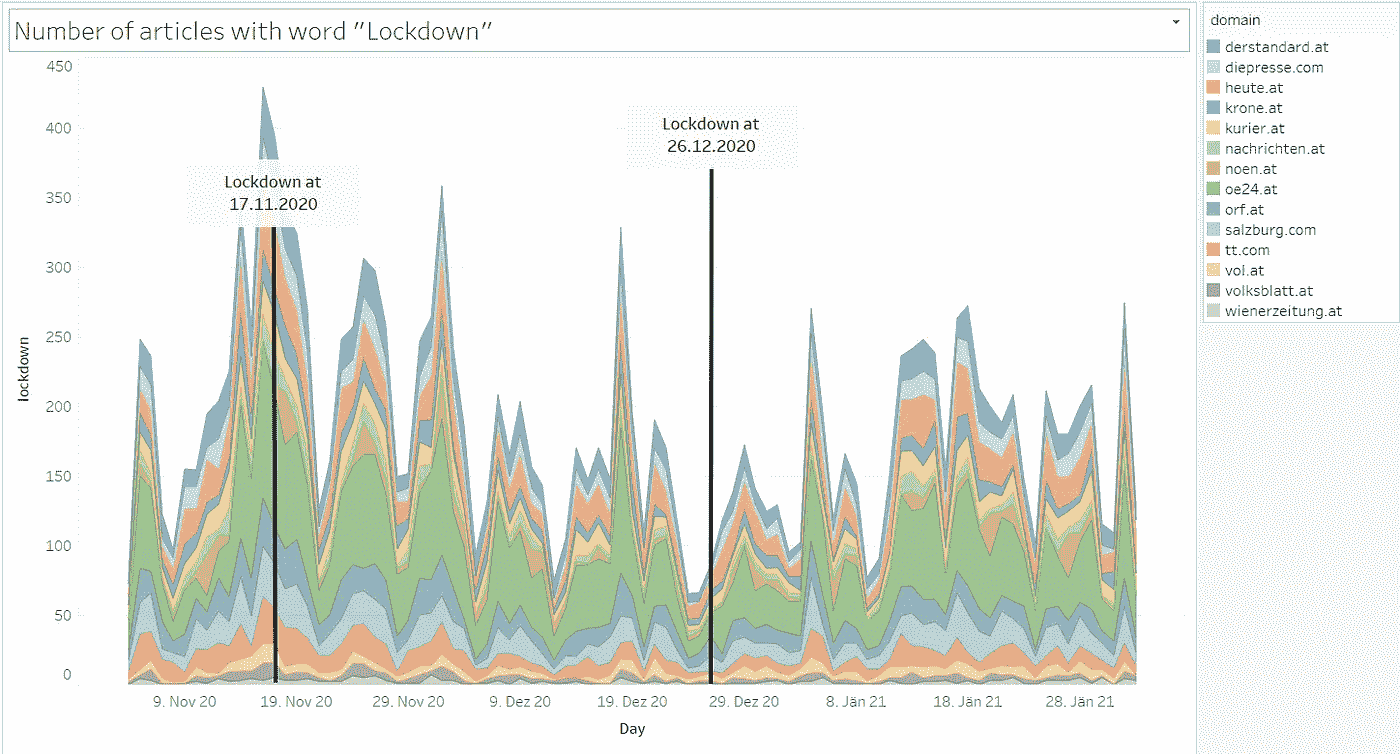 Number of articles with word "Lockdown"
domain
derstandard.at
diepresse.com
heute.at
krone.at
kurier.at
nachrichten.at
noen.at
oe24.at
orf.at
salzburg.com
tt.com
vol.at
volksblatt.at
wienerzeitung.at
450
400
350
300
250
200
150
100
50
0
lockdown
Lockdown at
17.11.2020
Lockdown at
26.12.2020
9. Nov 20
19. Nov 20
29. Nov 20
9. Dez 20
19. Dez 20
29. Dez 20
8. Jän 21
18. Jän 21
28. Jän 21
Day